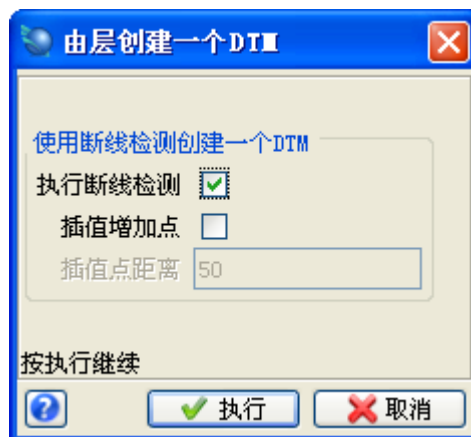 由层创建一个DTM
使用断线检测创建一个DTM
执行断线检测
插值增加点
插值点距离 50
按执行继续
? 执行 取消